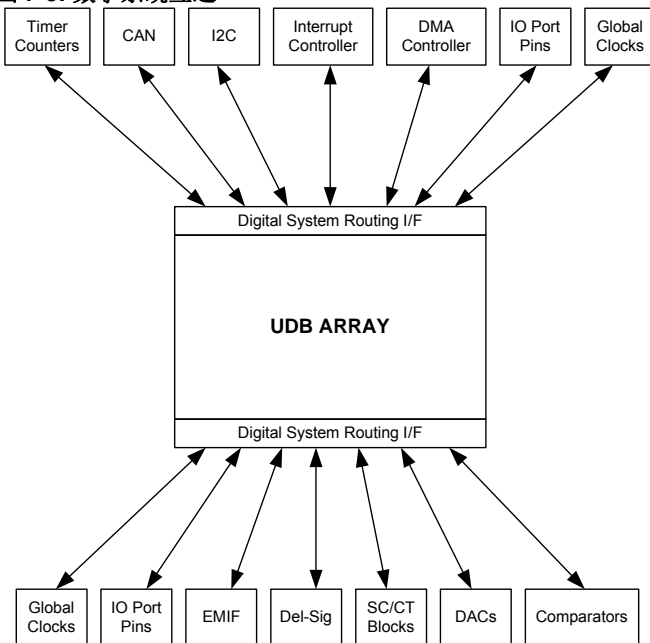 Timer
Counters
CAN
I2C
Interrupt
Controller
DMA
Controller
IO Port
Pins
Global
Clocks
Digital System Routing I/F
UDB ARRAY
Digital System Routing I/F
Global
Clocks
IO Port
Pins
EMIF
Del-Sig
SC/CT
Blocks
DACs
Comparators